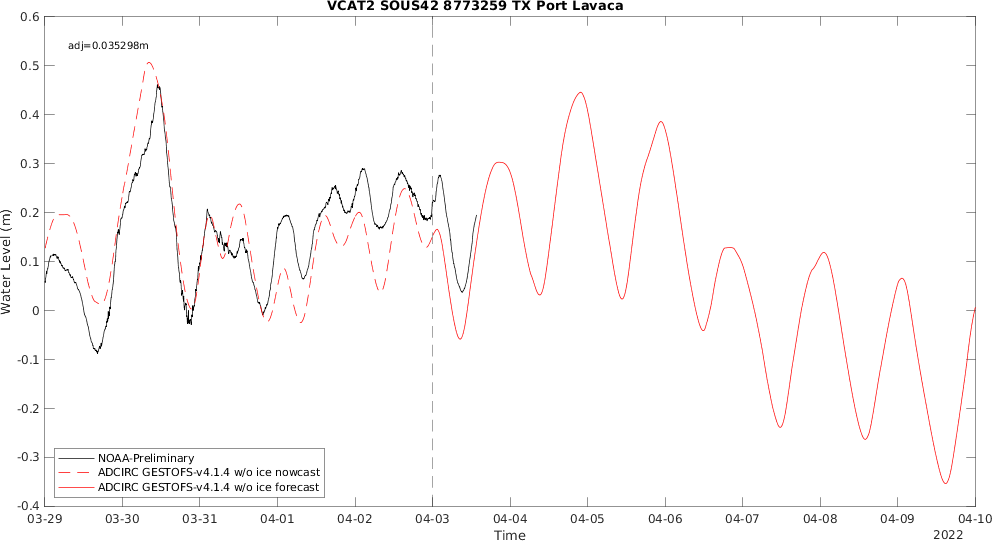 VCAT2 SOUS42 8773259 TX Port Lavaca
adj=0.035298m
0.6
0.5
0.4
0.3
0.2
0.1
0
-0.1
-0.2
-0.3
-0.4
Water Level (m)
NOAA-Preliminary
ADCIRC GESTOFS-v4.1.4 w/o ice nowcast
ADCIRC GESTOFS-v4.1.4 w/o ice forecast
03-29 03-30 03-31 04-01 04-02 04-03 04-04 04-05 04-06 04-07 04-08 04-09 04-10
Time
2022